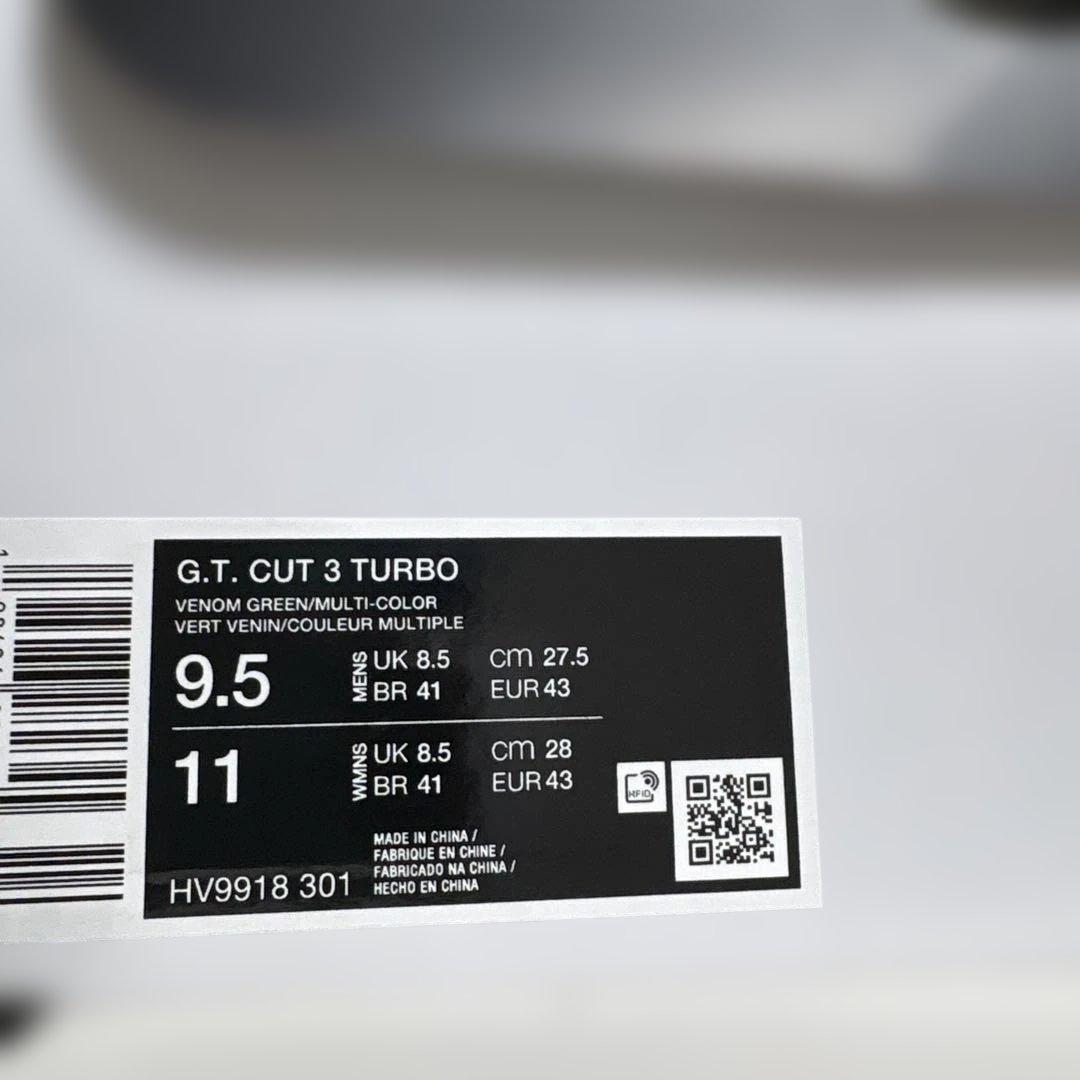 G.T. CUT 3 TURBO
VENOM GREEN/MULTI-COLOR
VERT VENIN/COULEUR MULTIPLE
9.5 MENS UK 8.5 cm 27.5
BR 41 EUR 43
11 WMNS UK 8.5 cm 28
BR 41 EUR 43
RFID
MADE IN CHINA /
FABRIQUE EN CHINE /
FABRICADO NA CHINA /
HECHO EN CHINA
HV9918 301